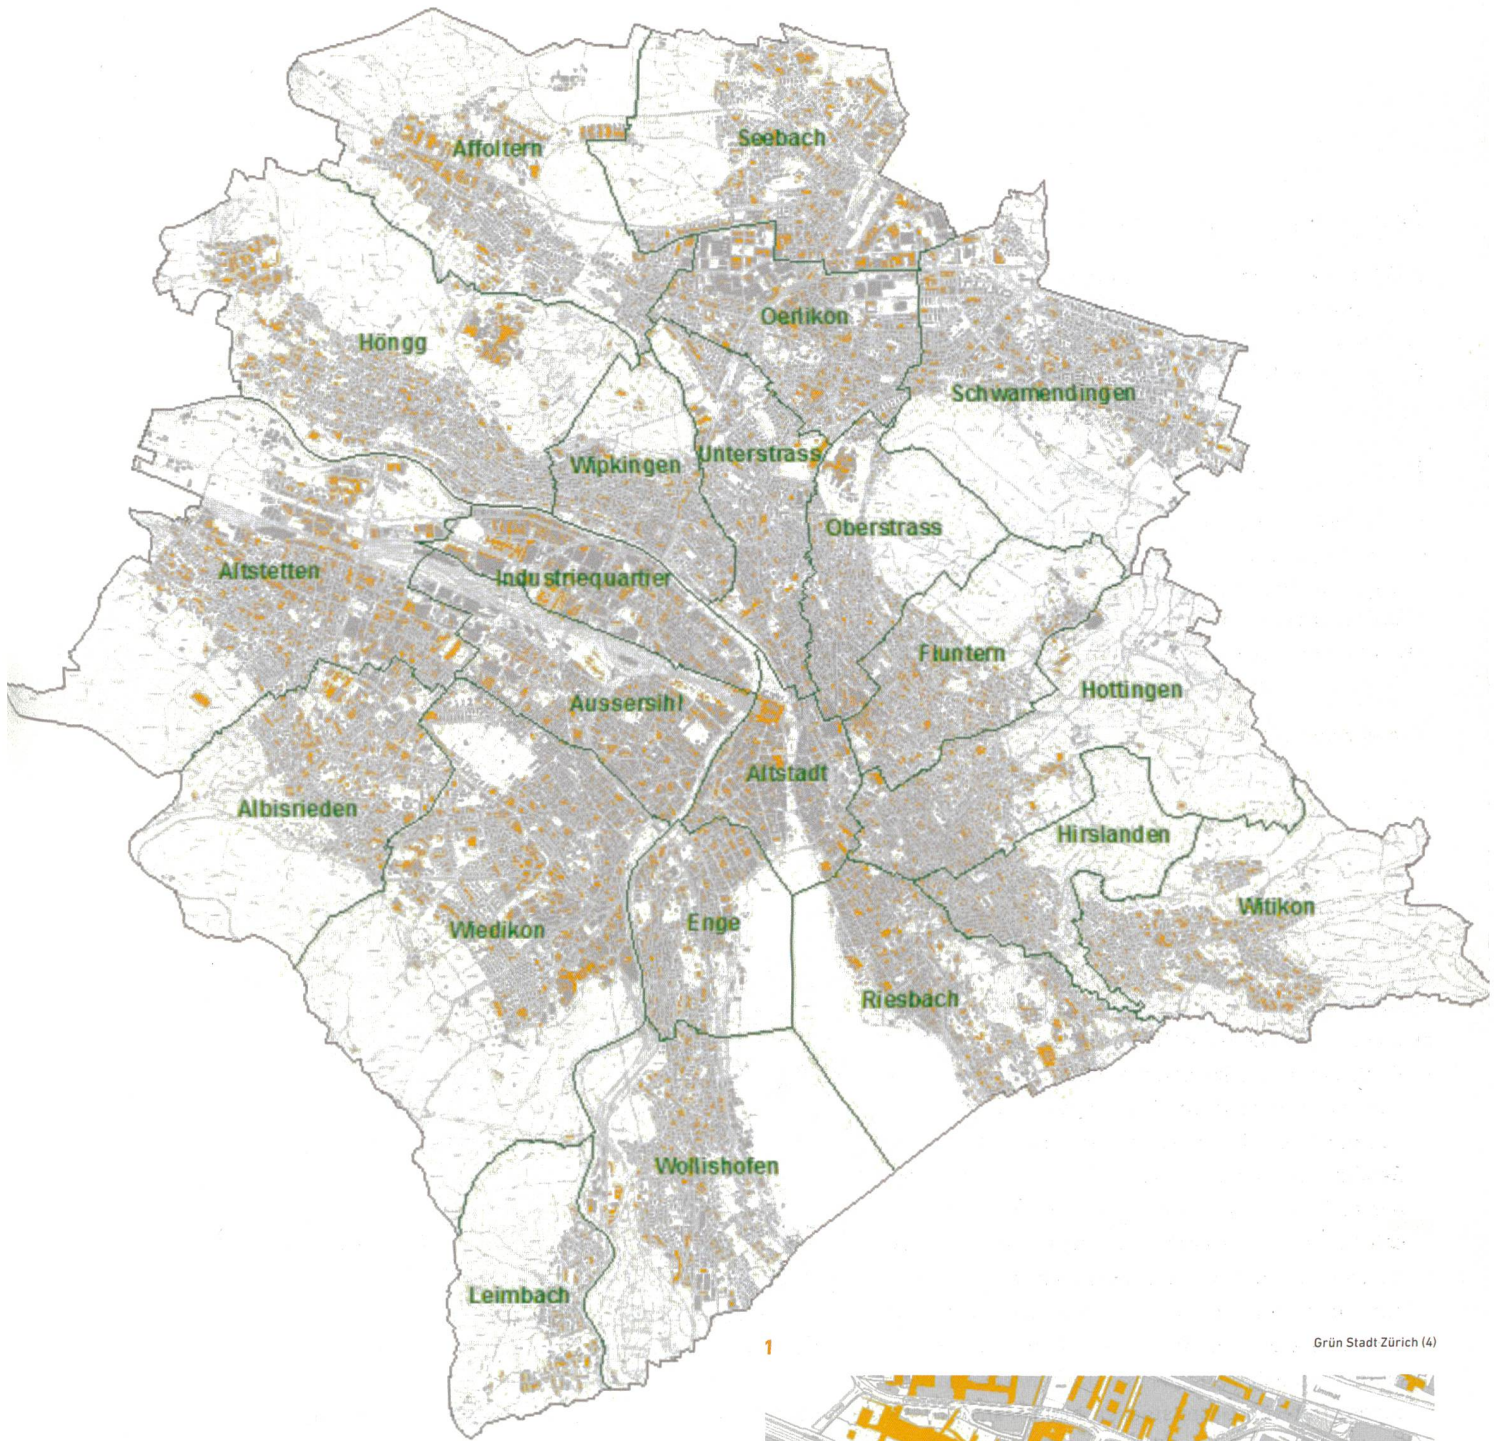 Affoltern
Seebach
Oerlikon
Höngg
Schwamendingen
Wipkingen
Unterstrass
Oberstrass
Altstetten
Industriequartier
Fluntern
Hottingen
Aussersihl
Altstadt
Albisrieden
Hirslanden
Witikon
Wiedikon
Enge
Riesbach
Wollishofen
Leimbach
1
Grün Stadt Zürich (4)
Limmat